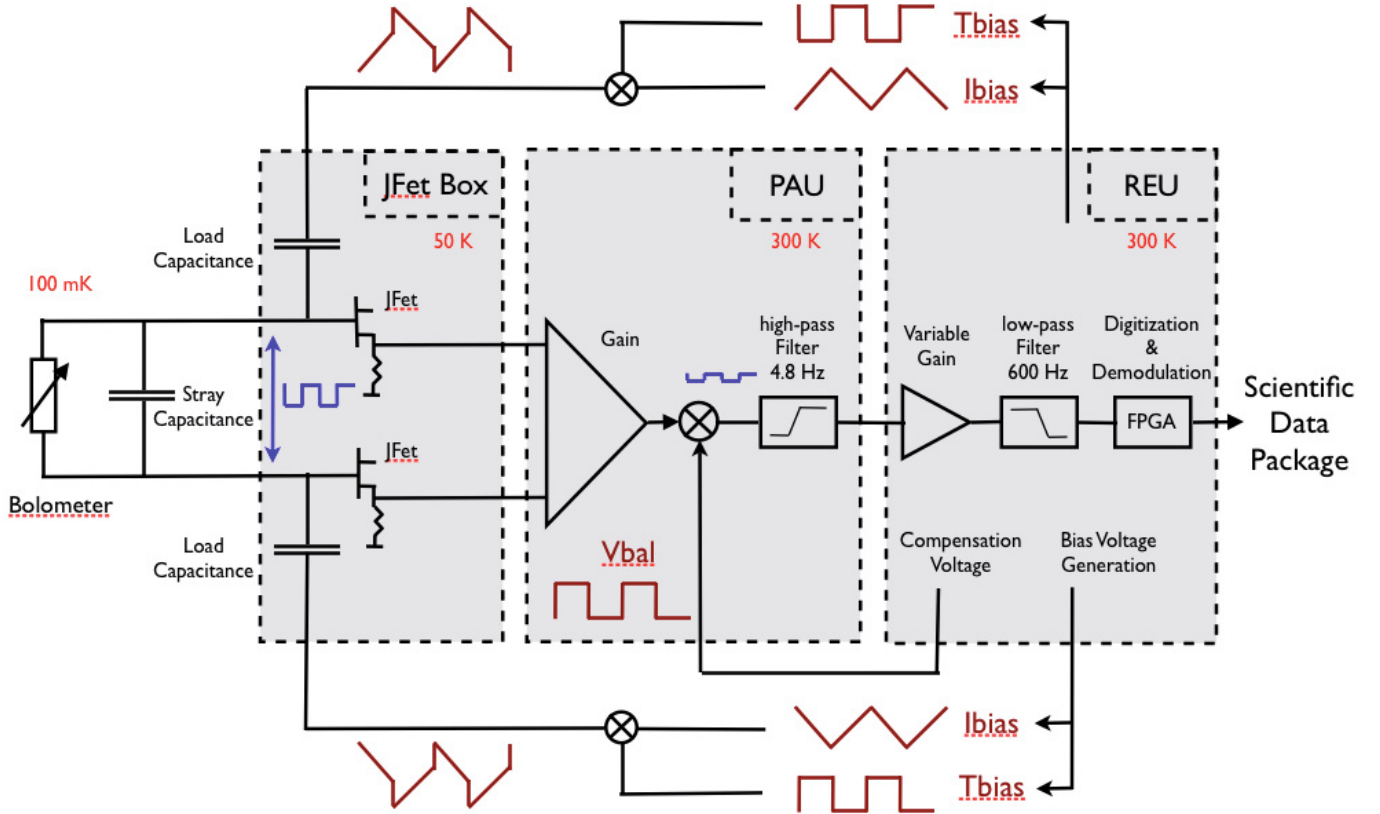 Tbias
Ibias
JFet Box
PAU
REU
50 K
300 K
300 K
Load
Capacitance
100 mK
JFet
Gain
high-pass
Filter
4.8 Hz
Variable
Gain
low-pass
Filter
600 Hz
Digitization
&
Demodulation
Stray
Capacitance
FPGA
Scientific
Data
Package
JFet
Bolometer
Load
Capacitance
Vbal
Compensation
Voltage
Bias Voltage
Generation
Ibias
Tbias